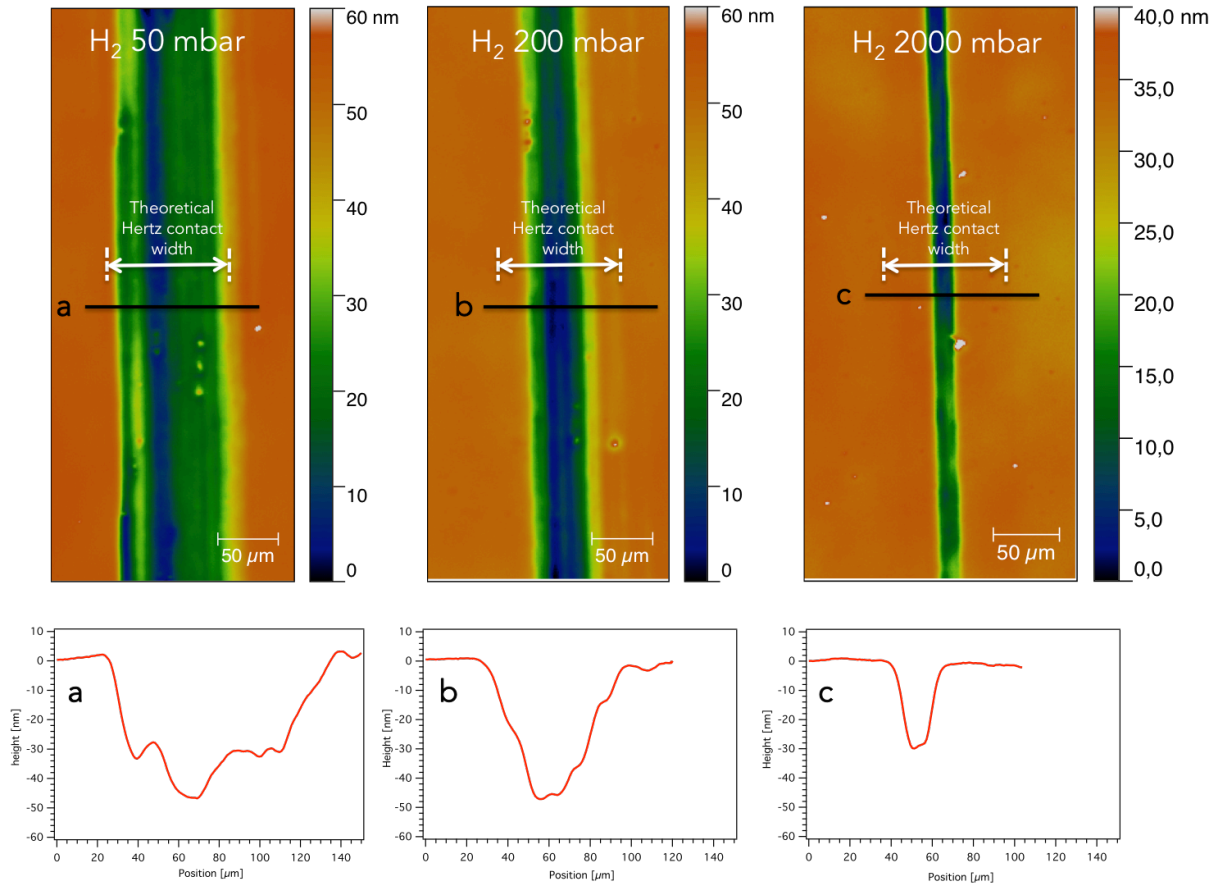 H₂ 50 mbar
60 nm
50
40
30
20
10
0
Theoretical
Hertz contact
width
a
50 µm
H₂ 200 mbar
60 nm
50
40
30
20
10
0
Theoretical
Hertz contact
width
b
50 µm
H₂ 2000 mbar
40,0 nm
35,0
30,0
25,0
20,0
15,0
10,0
5,0
0,0
Theoretical
Hertz contact
width
c
50 µm
10
0
-10
-20
-30
-40
-50
-60
height [nm]
a
0 20 40 60 80 100 120 140
Position [µm]
10
0
-10
-20
-30
-40
-50
-60
Height [nm]
b
0 20 40 60 80 100 120 140
Position [µm]
10
0
-10
-20
-30
-40
-50
-60
Height [nm]
c
0 20 40 60 80 100 120 140
Position [µm]